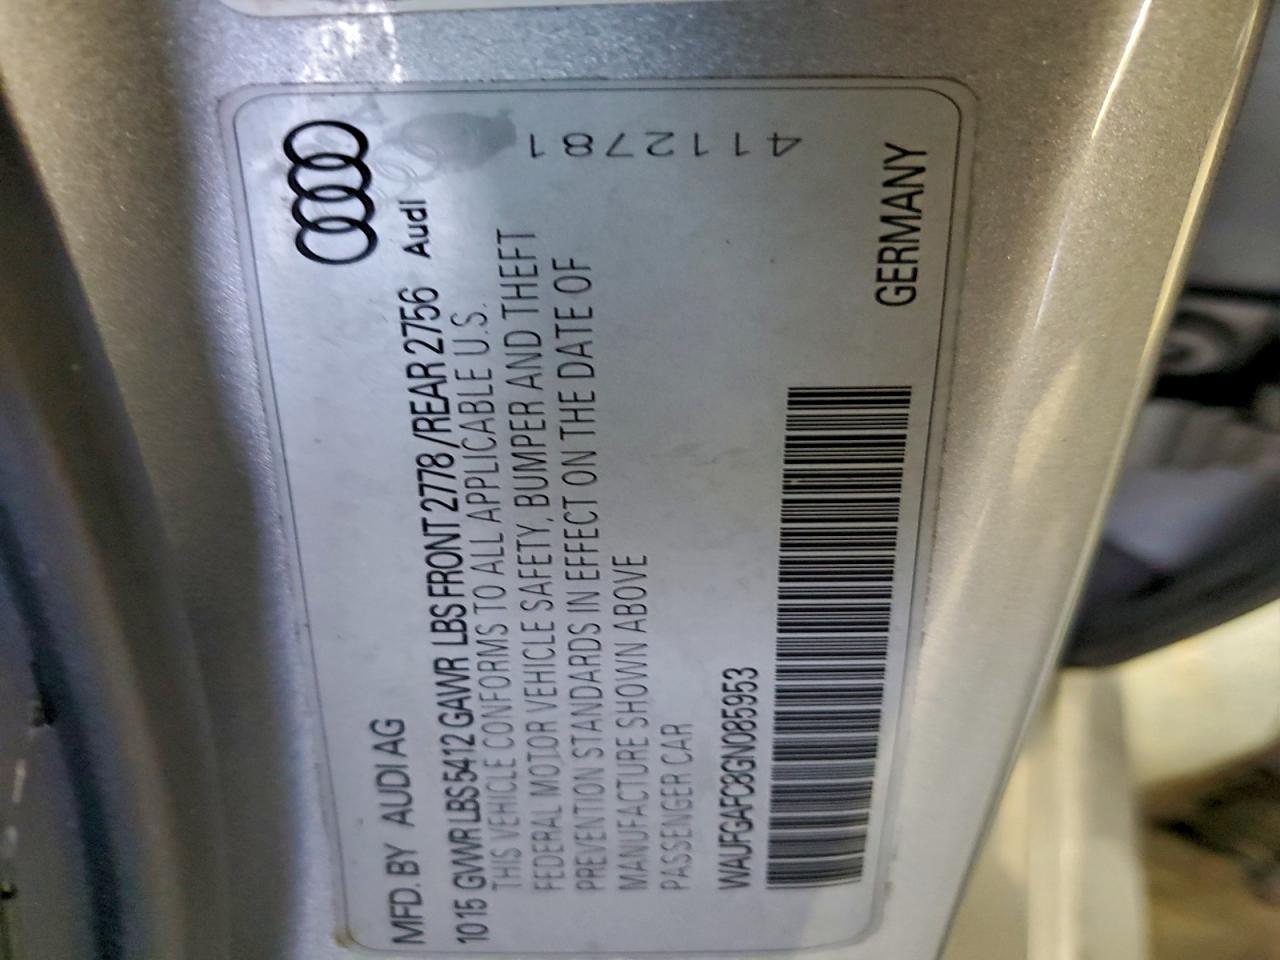 MFD. BY AUDI AG
1015 GVWR LBS 5412 GAWR LBS FRONT 2778 /REAR 2756
Audi
THIS VEHICLE CONFORMS TO ALL APPLICABLE U.S.
FEDERAL MOTOR VEHICLE SAFETY, BUMPER AND THEFT
PREVENTION STANDARDS IN EFFECT ON THE DATE OF
MANUFACTURE SHOWN ABOVE
PASSENGER CAR
WAUFGAFC8GN085953
GERMANY
4112781